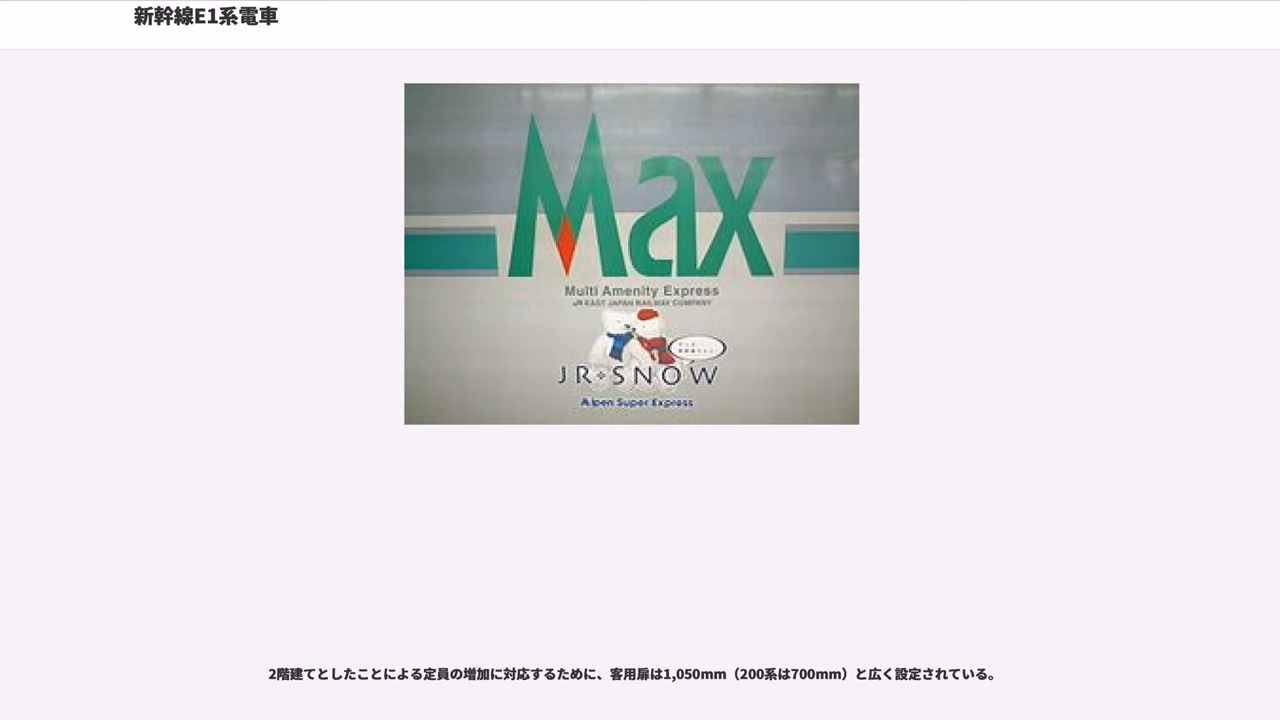 新幹線E1系電車
Max
Multi Amenity Express
JR EAST JAPAN RAILWAY COMPANY
JR SNOW
Alpen Super Express
2階建てとしたことによる定員の増加に対応するために、客用扉は1,050mm（200系は700mm）と広く設定されている。